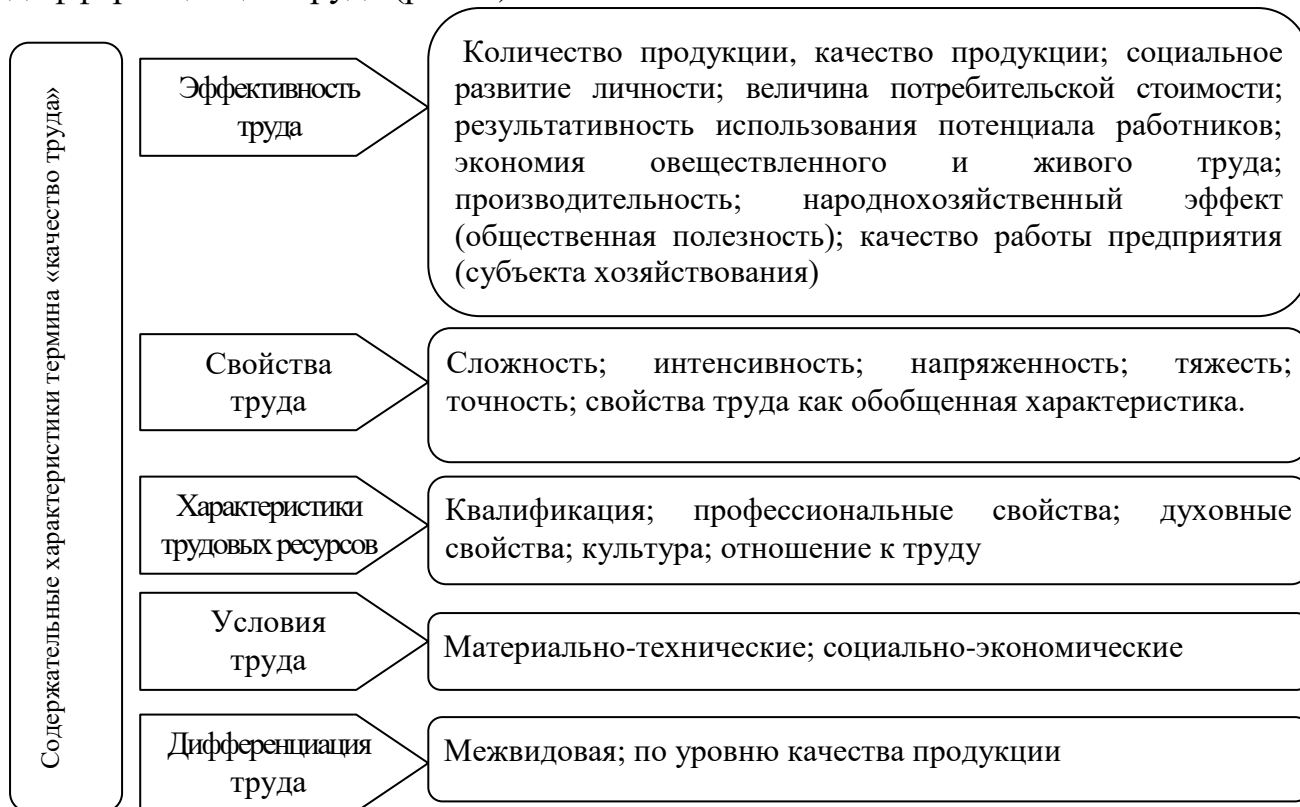 Содержательные характеристики термина «качество труда»
Эффективность
труда
Количество продукции, качество продукции; социальное
развитие личности; величина потребительской стоимости;
результативность использования потенциала работников;
экономия овеществленного и живого труда;
производительность; народнохозяйственный эффект
(общественная полезность); качество работы предприятия
(субъекта хозяйствования)
Свойства
труда
Сложность; интенсивность; напряженность; тяжесть;
точность; свойства труда как обобщенная характеристика.
Характеристики
трудовых ресурсов
Квалификация; профессиональные свойства; духовные
свойства; культура; отношение к труду
Условия
труда
Материально-технические; социально-экономические
Дифференциация
труда
Межвидовая; по уровню качества продукции